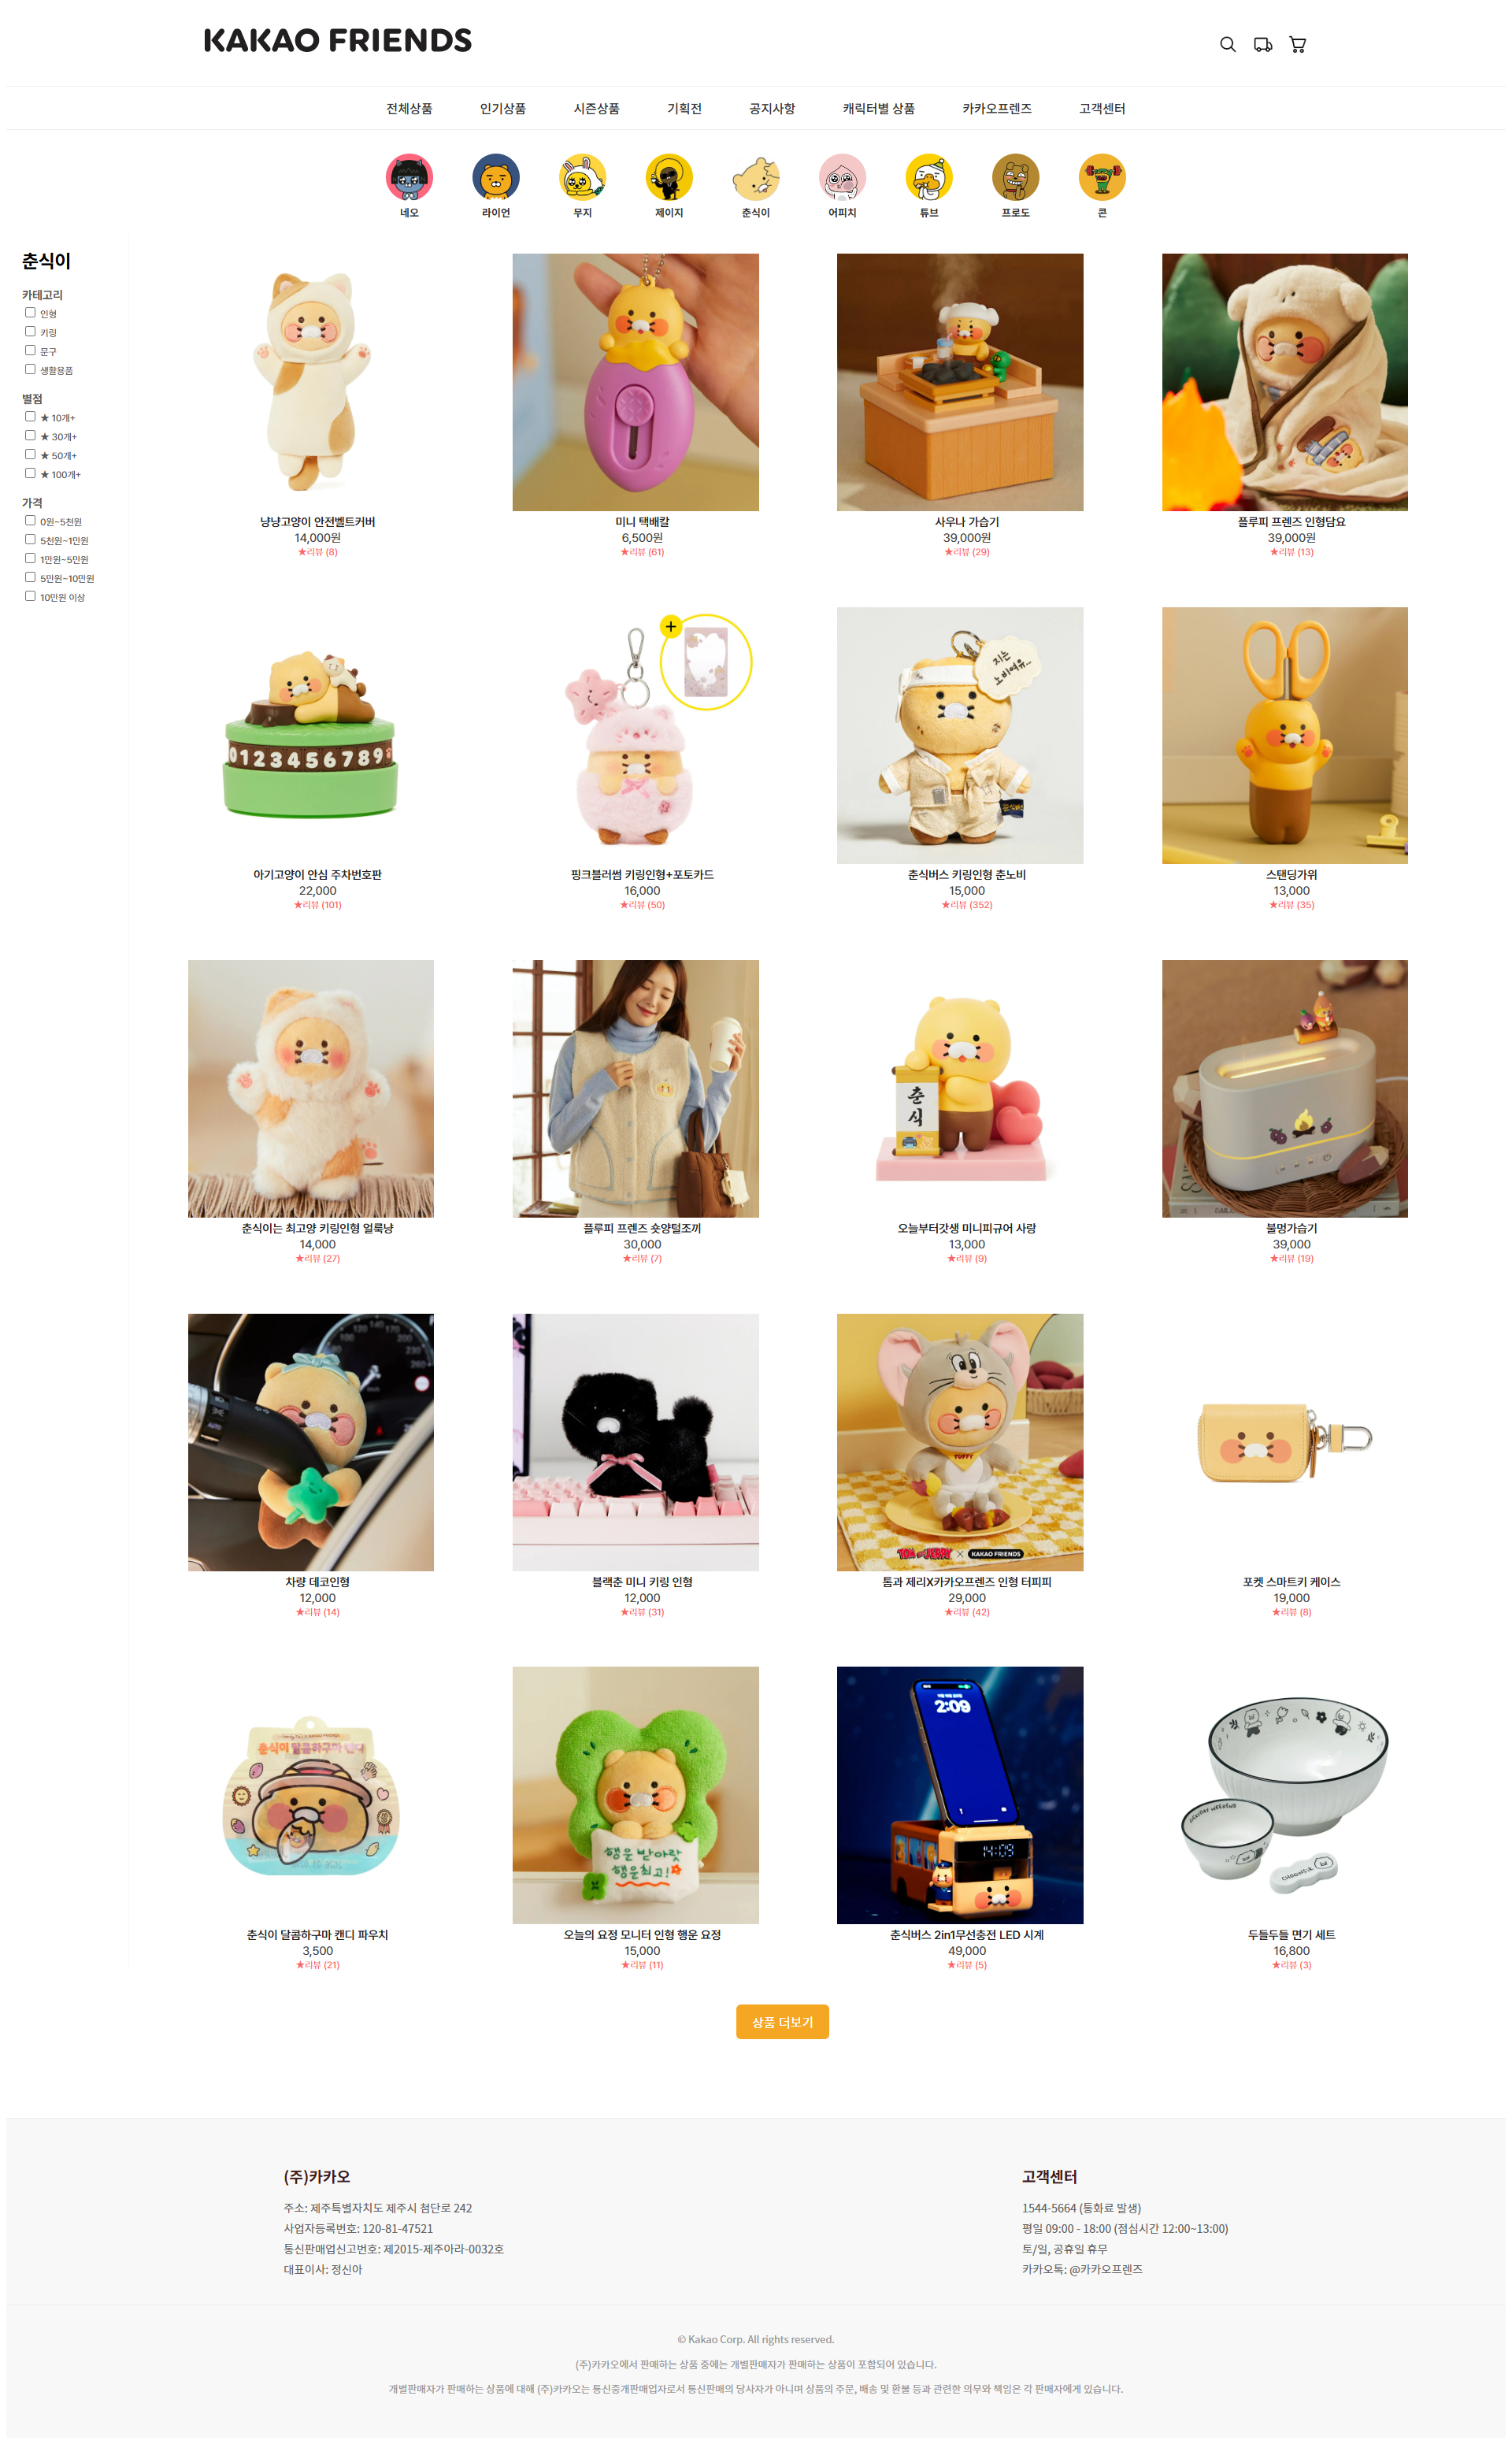 KAKAO FRIENDS
전체상품 인기상품 시즌상품 기획전 공지사항 캐릭터별 상품 카카오프렌즈 고객센터
네오 라이언 무지 제이지 춘식이 어피치 튜브 프로도 콘
춘식이
카테고리
인형
키링
문구
생활용품
별점
★ 10개+
★ 30개+
★ 50개+
★ 100개+
가격
0원~5천원
5천원~1만원
1만원~5만원
5만원~10만원
10만원 이상
냥냥고양이 안전벨트커버
14,000원
★리뷰 (8)
미니 택배칼
6,500원
★리뷰 (61)
사우나 가습기
39,000원
★리뷰 (29)
플루피 프렌즈 인형담요
39,000원
★리뷰 (13)
0123456789
아기고양이 안심 주차번호판
22,000
★리뷰 (101)
+
핑크블러썸 키링인형+포토카드
16,000
★리뷰 (50)
지는
노비여유...
춘식버스 키링인형 춘노비
15,000
★리뷰 (352)
스탠딩가위
13,000
★리뷰 (35)
춘식이는 최고양 키링인형 얼룩냥
14,000
★리뷰 (27)
플루피 프렌즈 숏양털조끼
30,000
★리뷰 (7)
춘
식
오늘부터갓생 미니피규어 사랑
13,000
★리뷰 (9)
불멍가습기
39,000
★리뷰 (19)
차량 데코인형
12,000
★리뷰 (14)
블랙춘 미니 키링 인형
12,000
★리뷰 (31)
TUFFY
TOM and JERRY × KAKAO FRIENDS
톰과 제리X카카오프렌즈 인형 터피피
29,000
★리뷰 (42)
포켓 스마트키 케이스
19,000
★리뷰 (8)
춘식이 달콤하구마 캔디
춘식이 달콤하구마 캔디 파우치
3,500
★리뷰 (21)
행운 받아랏
행운최고!
오늘의 요정 모니터 인형 행운 요정
15,000
★리뷰 (11)
2:09
14:09
춘식버스 2in1무선충전 LED 시계
49,000
★리뷰 (5)
두들두들 면기 세트
16,800
★리뷰 (3)
상품 더보기
(주)카카오
주소: 제주특별자치도 제주시 첨단로 242
사업자등록번호: 120-81-47521
통신판매업신고번호: 제2015-제주아라-0032호
대표이사: 정신아
고객센터
1544-5664 (통화료 발생)
평일 09:00 - 18:00 (점심시간 12:00~13:00)
토/일, 공휴일 휴무
카카오톡: @카카오프렌즈
© Kakao Corp. All rights reserved.
(주)카카오에서 판매하는 상품 중에는 개별판매자가 판매하는 상품이 포함되어 있습니다.
개별판매자가 판매하는 상품에 대해 (주)카카오는 통신중개판매업자로서 통신판매의 당사자가 아니며 상품의 주문, 배송 및 환불 등과 관련한 의무와 책임은 각 판매자에게 있습니다.